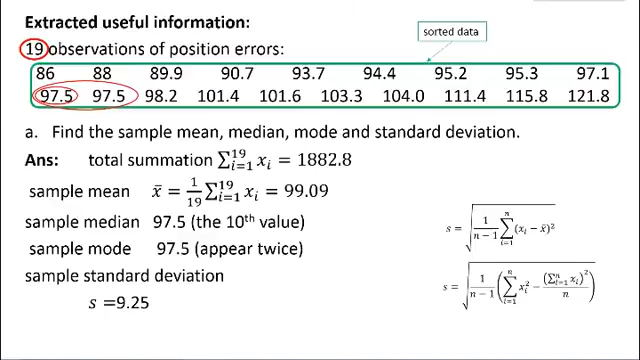 Extracted useful information:
19 observations of position errors:
sorted data
86 88 89.9 90.7 93.7 94.4 95.2 95.3 97.1
97.5 97.5 98.2 101.4 101.6 103.3 104.0 111.4 115.8 121.8
a. Find the sample mean, median, mode and standard deviation.
Ans: total summation ∑_{i=1}^{19} x_i = 1882.8
sample mean x̄ = 1/19 ∑_{i=1}^{19} x_i = 99.09
sample median 97.5 (the 10th value)
sample mode 97.5 (appear twice)
sample standard deviation
s =9.25
s = √(1/(n−1) ∑_{i=1}^{n} (x_i − x̄)²)
s = √(1/(n−1) (∑_{i=1}^{n} x_i² − (∑_{i=1}^{n} x_i)²/n))